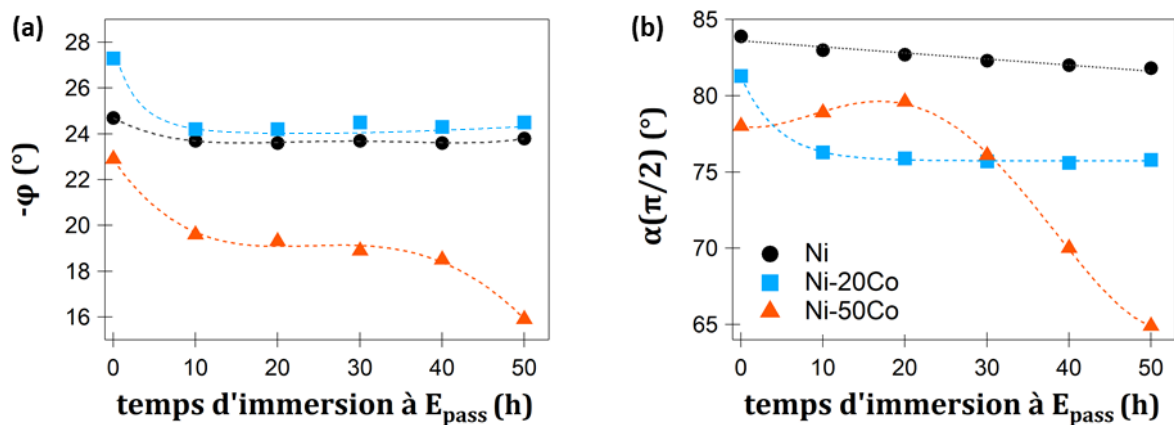 (a)
28
26
24
22
20
18
16
-φ (°)
0 10 20 30 40 50
temps d'immersion à Epass (h)
(b)
85
80
75
70
65
α(π/2) (°)
Ni
Ni-20Co
Ni-50Co
0 10 20 30 40 50
temps d'immersion à Epass (h)